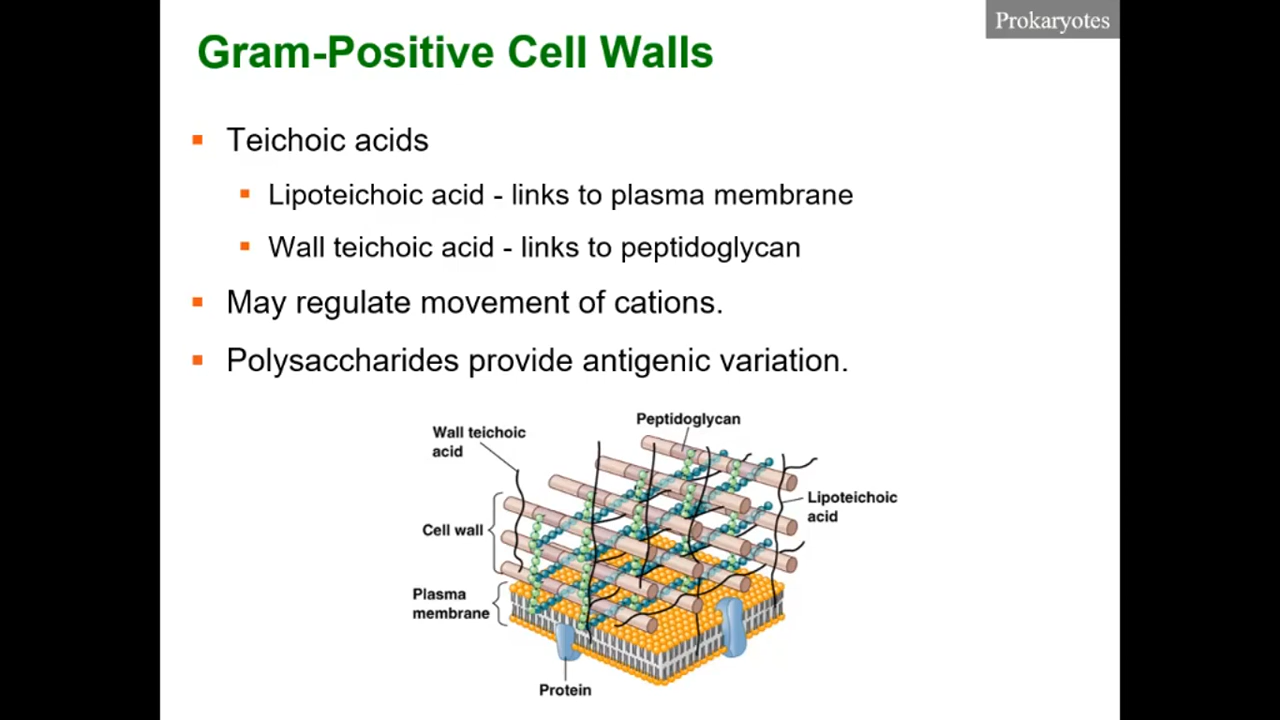 Prokaryotes
Gram-Positive Cell Walls
Teichoic acids
Lipoteichoic acid - links to plasma membrane
Wall teichoic acid - links to peptidoglycan
May regulate movement of cations.
Polysaccharides provide antigenic variation.
Peptidoglycan
Wall teichoic
acid
Lipoteichoic
acid
Cell wall
Plasma
membrane
Protein